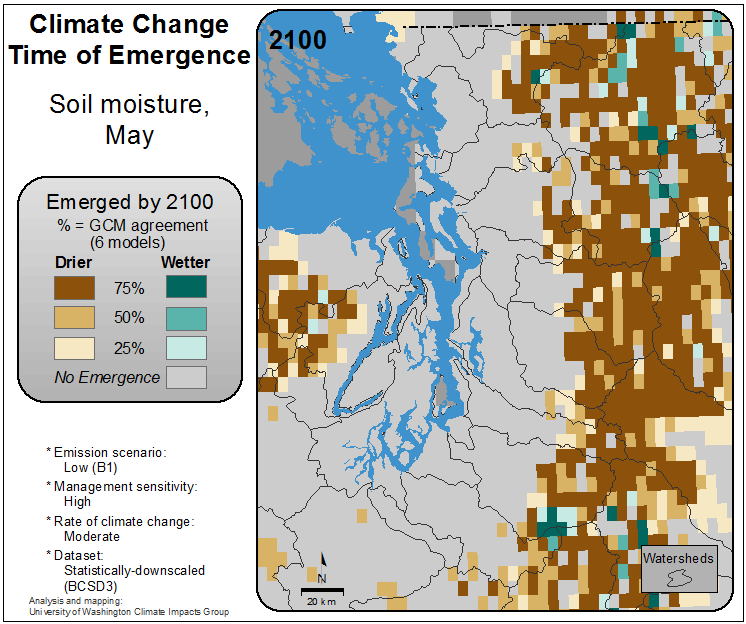 Climate Change
Time of Emergence
Soil moisture,
May
Emerged by 2100
% = GCM agreement
(6 models)
Drier Wetter
75%
50%
25%
No Emergence
* Emission scenario:
Low (B1)
* Management sensitivity:
High
* Rate of climate change:
Moderate
* Dataset:
Statistically-downscaled
(BCSD3)
Analysis and mapping:
University of Washington Climate Impacts Group
2100
N
20 km
Watersheds